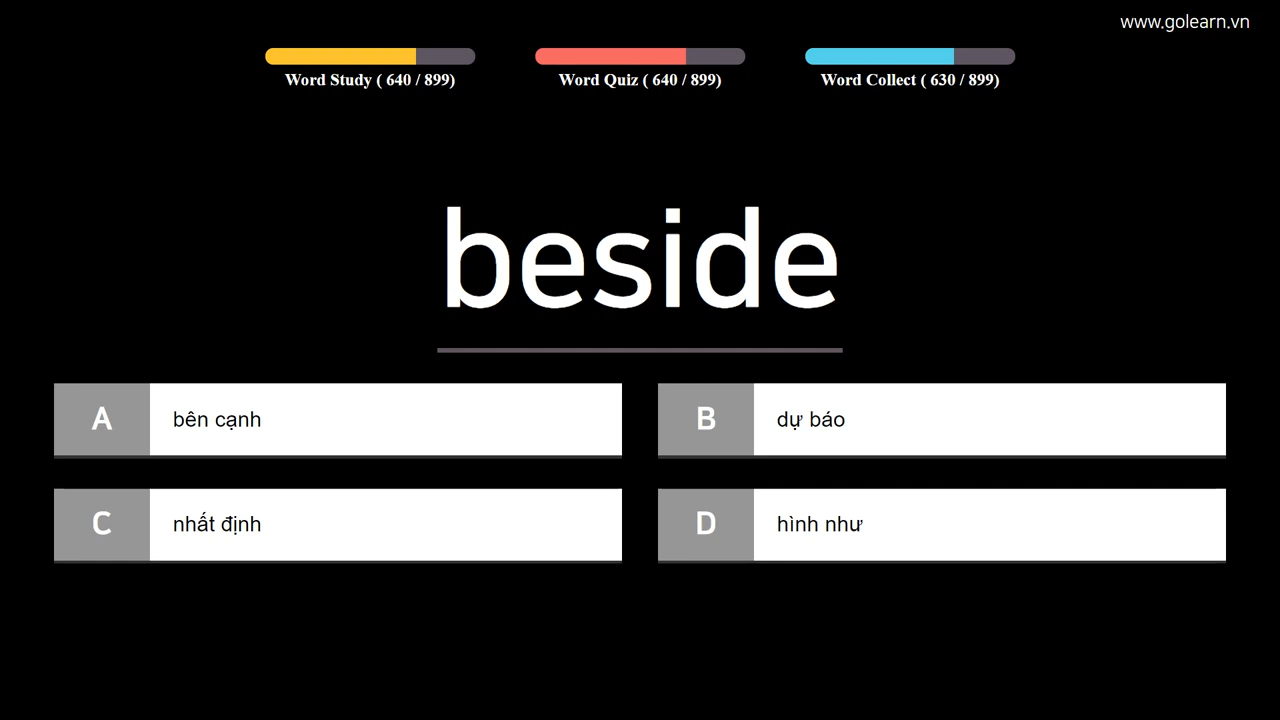 www.golearn.vn
Word Study ( 640 / 899)
Word Quiz ( 640 / 899)
Word Collect ( 630 / 899)
beside
A bên cạnh
B dự báo
C nhất định
D hình như